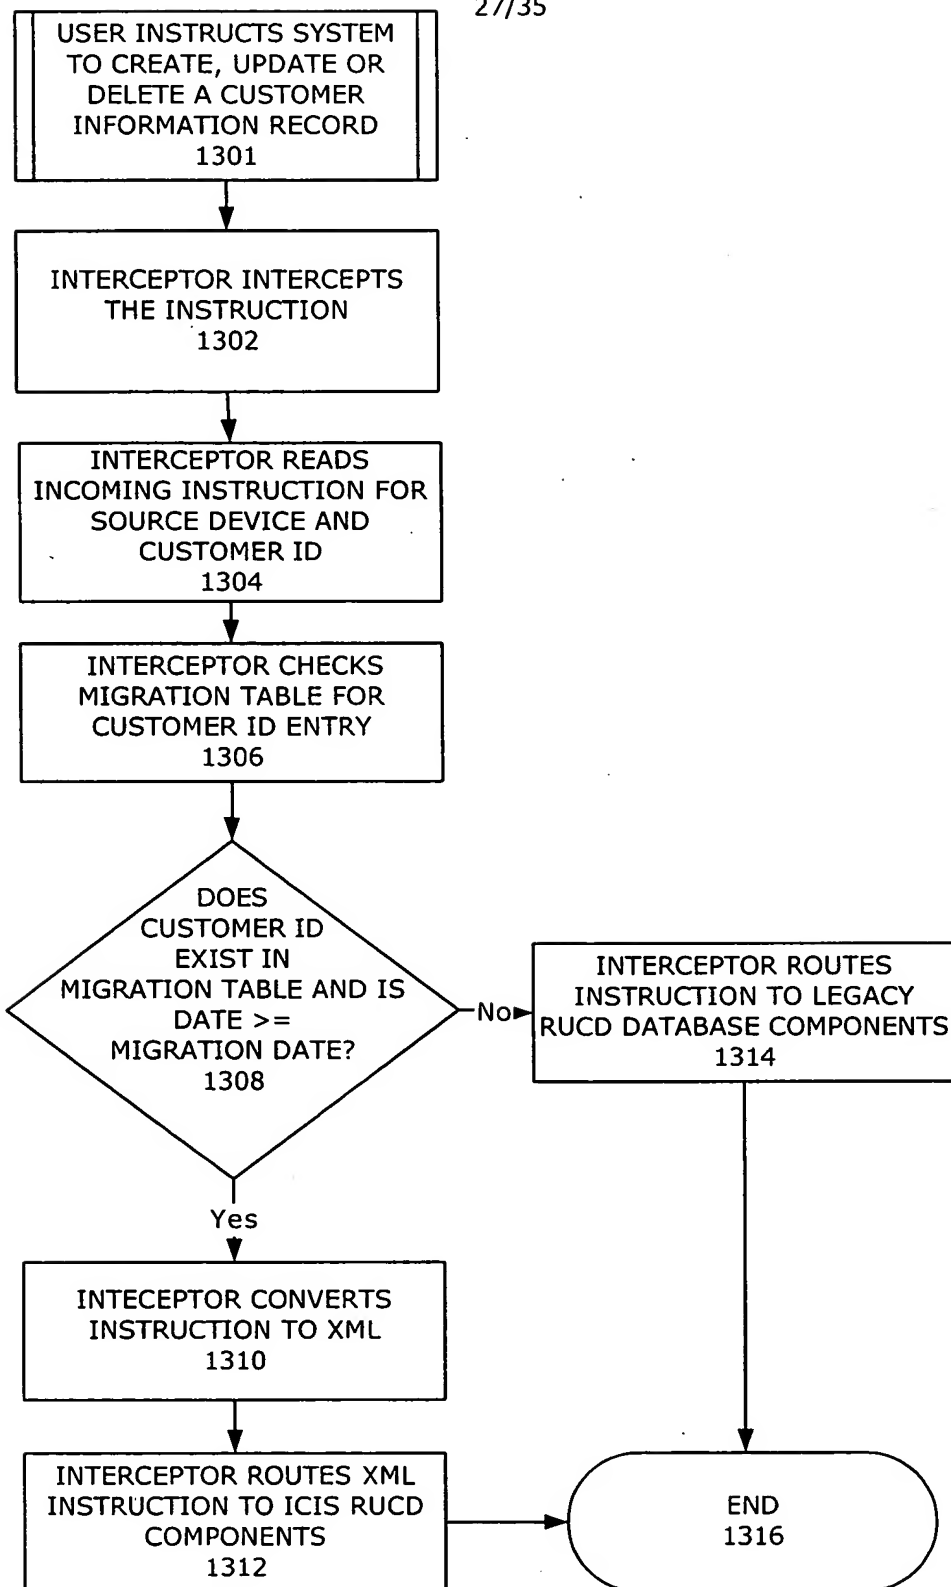 27/35
USER INSTRUCTS SYSTEM
TO CREATE, UPDATE OR
DELETE A CUSTOMER
INFORMATION RECORD
1301
INTERCEPTOR INTERCEPTS
THE INSTRUCTION
1302
INTERCEPTOR READS
INCOMING INSTRUCTION FOR
SOURCE DEVICE AND
CUSTOMER ID
1304
INTERCEPTOR CHECKS
MIGRATION TABLE FOR
CUSTOMER ID ENTRY
1306
DOES
CUSTOMER ID
EXIST IN
MIGRATION TABLE AND IS
DATE >=
MIGRATION DATE?
1308
No
INTERCEPTOR ROUTES
INSTRUCTION TO LEGACY
RUCD DATABASE COMPONENTS
1314
Yes
INTECEPTOR CONVERTS
INSTRUCTION TO XML
1310
INTERCEPTOR ROUTES XML
INSTRUCTION TO ICIS RUCD
COMPONENTS
1312
END
1316